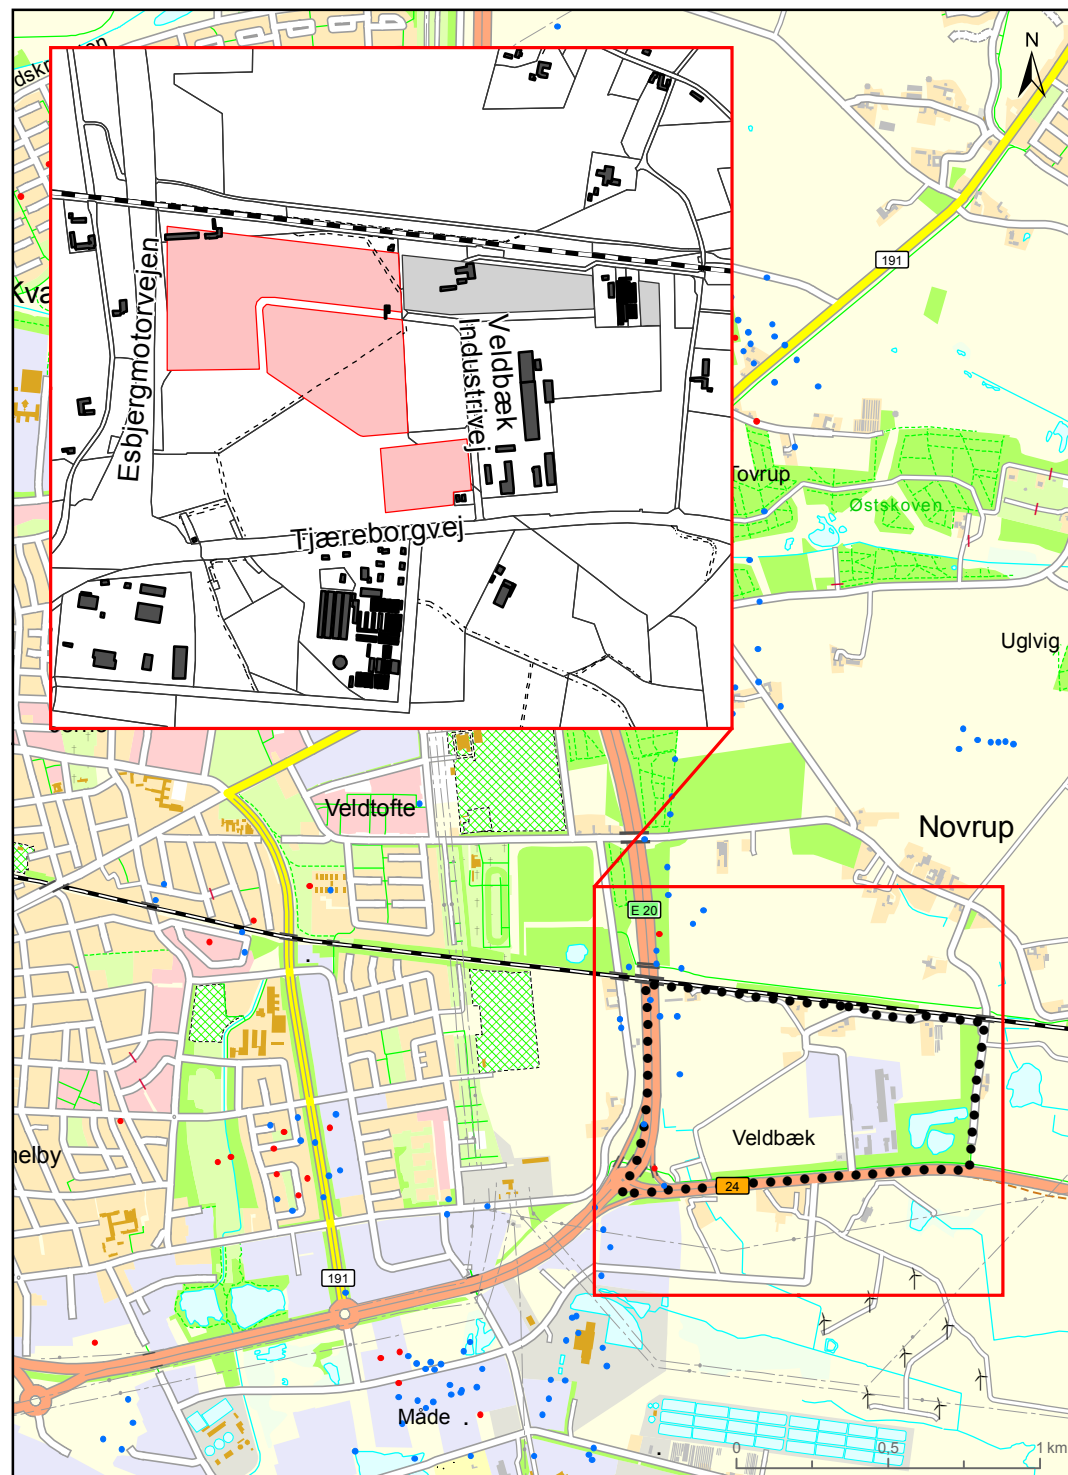 N
191
Esbjergmotorvejen
Veldbæk
Industrivej
Tjæreborgvej
Tovrup
Østskoven
Uglvig
Veldtofte
Novrup
E 20
Veldbæk
24
191
Måde
0
0,5
1 km